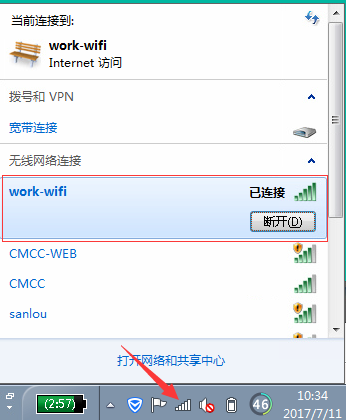 当前连接到:
work-wifi
Internet 访问
拨号和 VPN
宽带连接
无线网络连接
work-wifi 已连接
断开(D)
CMCC-WEB
CMCC
sanlou
打开网络和共享中心
(2:57) 46 10:34
2017/7/11